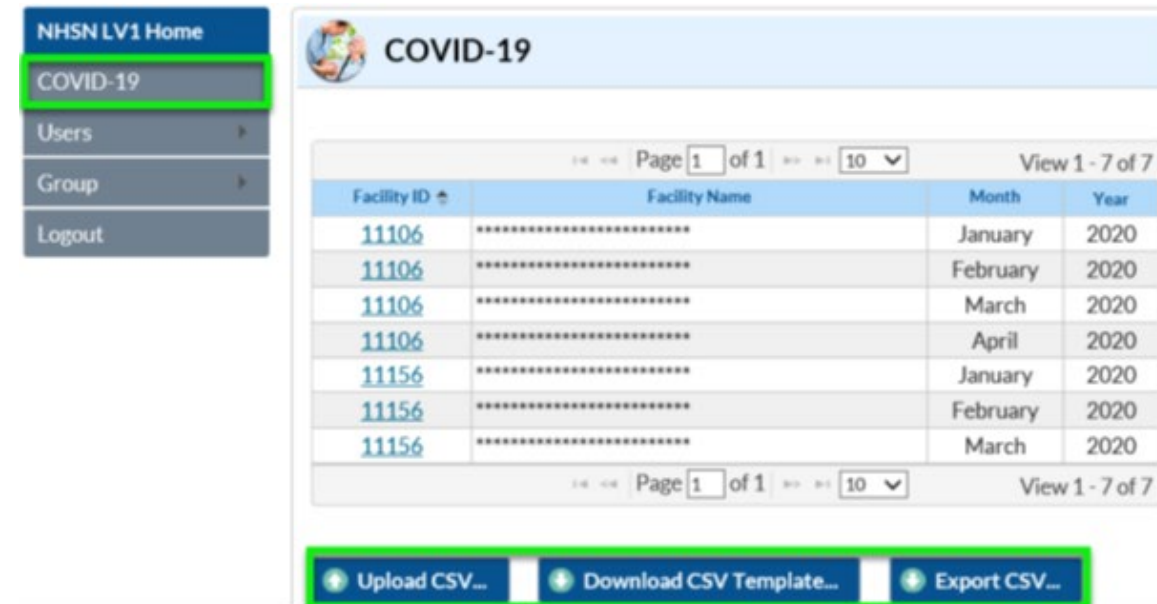 NHSN LV1 Home
COVID-19
Users
Group
Logout
COVID-19
Page 1 of 1 10 View 1 - 7 of 7
Facility ID Facility Name Month Year
11106 ************************** January 2020
11106 ************************** February 2020
11106 ************************** March 2020
11106 ************************** April 2020
11156 ************************** January 2020
11156 ************************** February 2020
11156 ************************** March 2020
Page 1 of 1 10 View 1 - 7 of 7
Upload CSV... Download CSV Template... Export CSV...